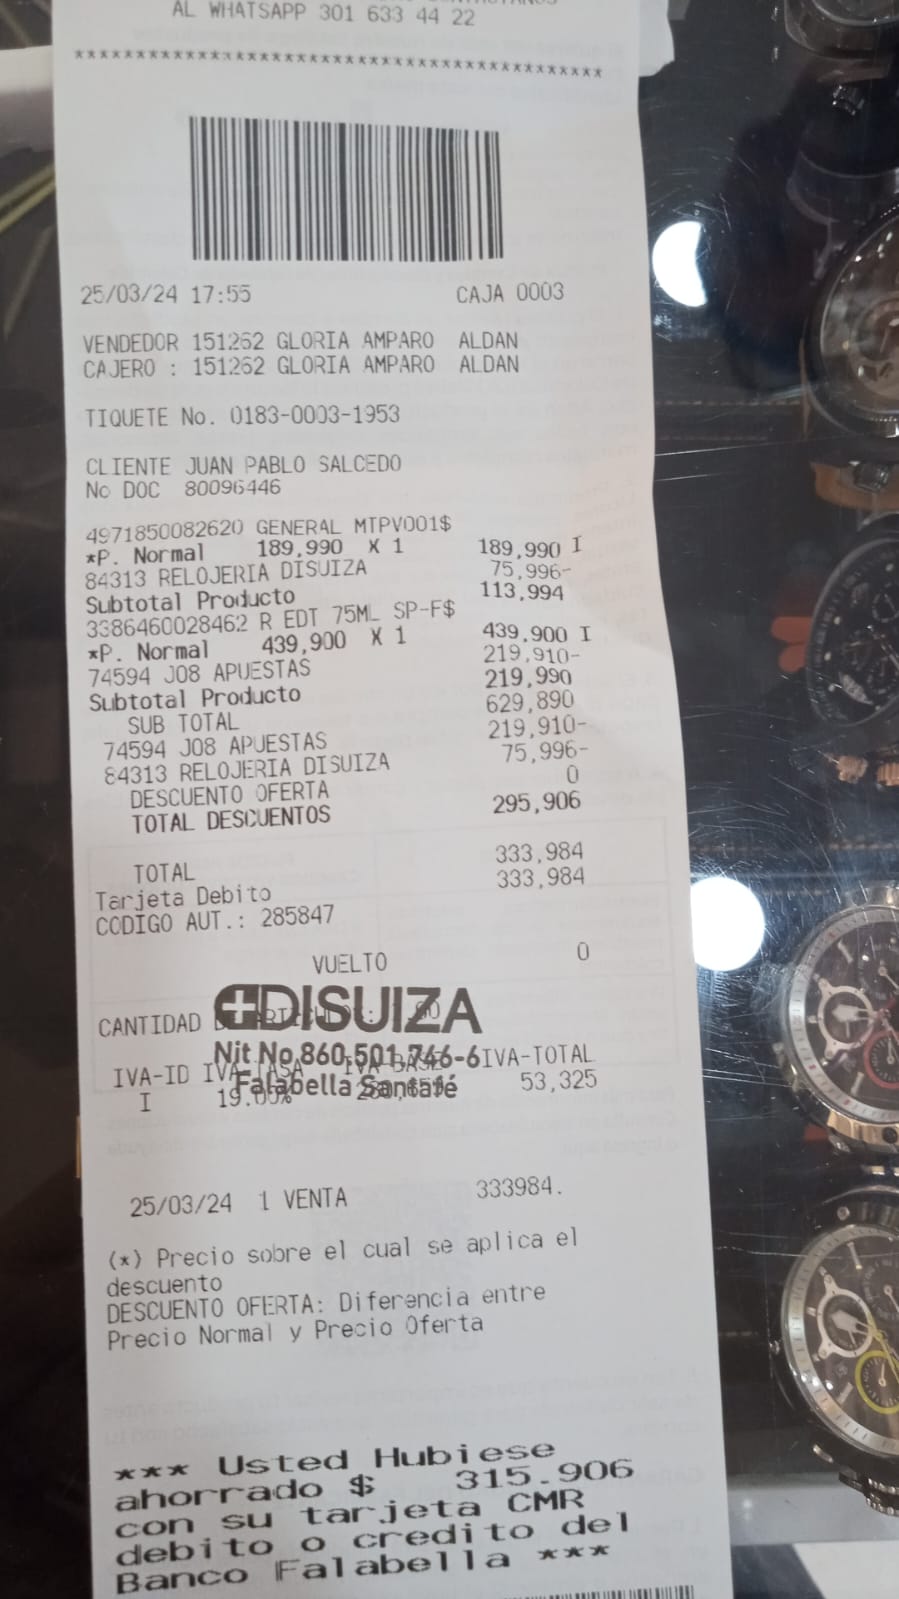 AL WHATSAPP 301 633 44 22
*******************************************
25/03/24 17:55 CAJA 0003
VENDEDOR 151262 GLORIA AMPARO ALDAN
CAJERO : 151262 GLORIA AMPARO ALDAN
TIQUETE No. 0183-0003-1953
CLIENTE JUAN PABLO SALCEDO
No DOC 80096446
4971850082620 GENERAL MTPV001$
*P. Normal 189,990 X 1 189,990 I
84313 RELOJERIA DISUIZA 75,996-
Subtotal Producto 113,994
3386460028462 R EDT 75ML SP-F$
*P. Normal 439,900 X 1 439,900 I
74594 J08 APUESTAS 219,910-
Subtotal Producto 219,990
SUB TOTAL 629,890
74594 J08 APUESTAS 219,910-
84313 RELOJERIA DISUIZA 75,996-
DESCUENTO OFERTA 0
TOTAL DESCUENTOS 295,906
TOTAL 333,984
Tarjeta Debito 333,984
CODIGO AUT.: 285847
VUELTO 0
DISUIZA
CANTIDAD
Nit No.860.501.746-6
IVA-ID IVA-TASA IVA-BASE IVA-TOTAL
Falabella Santafé
I 19.00% 53,325
25/03/24 1 VENTA 333984.
(*) Precio sobre el cual se aplica el
descuento
DESCUENTO OFERTA: Diferencia entre
Precio Normal y Precio Oferta
*** Usted Hubiese
ahorrado $ 315.906
con su tarjeta CMR
debito o credito del
Banco Falabella ***